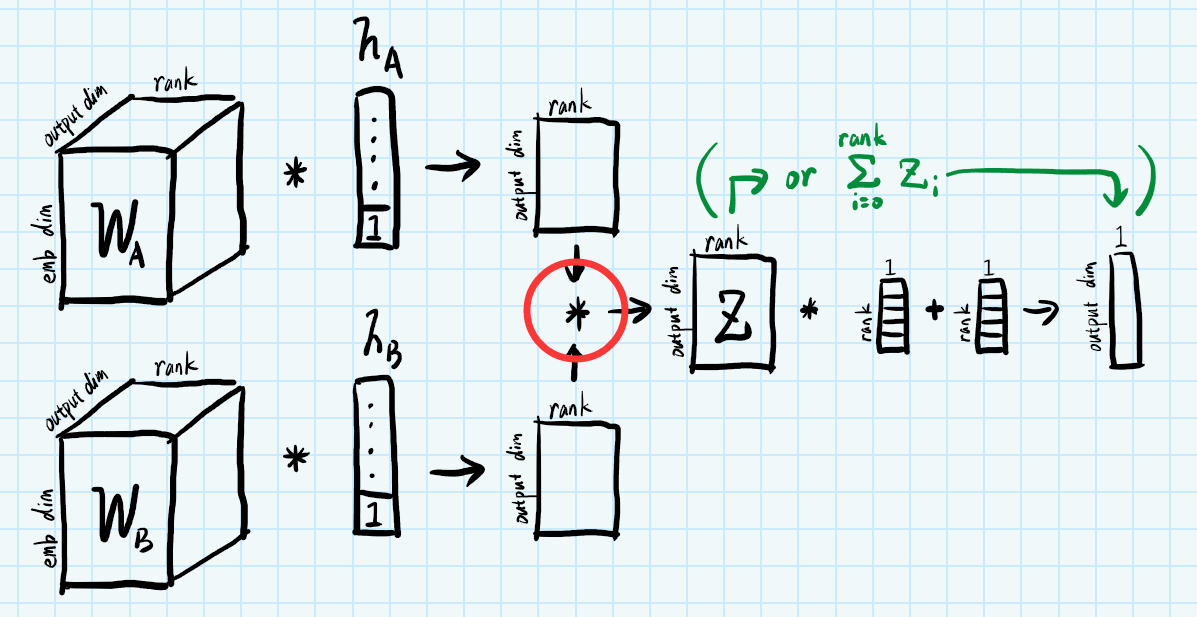 h_A
rank
output dim
emb dim
W_A
*
1
→
rank
output dim
h_B
rank
output dim
emb dim
W_B
*
1
→
rank
output dim
*
→
( → or
rank
Σ Z_i
i=0
)
rank
output dim
Z
*
1
rank
+
1
rank
→
1
output dim